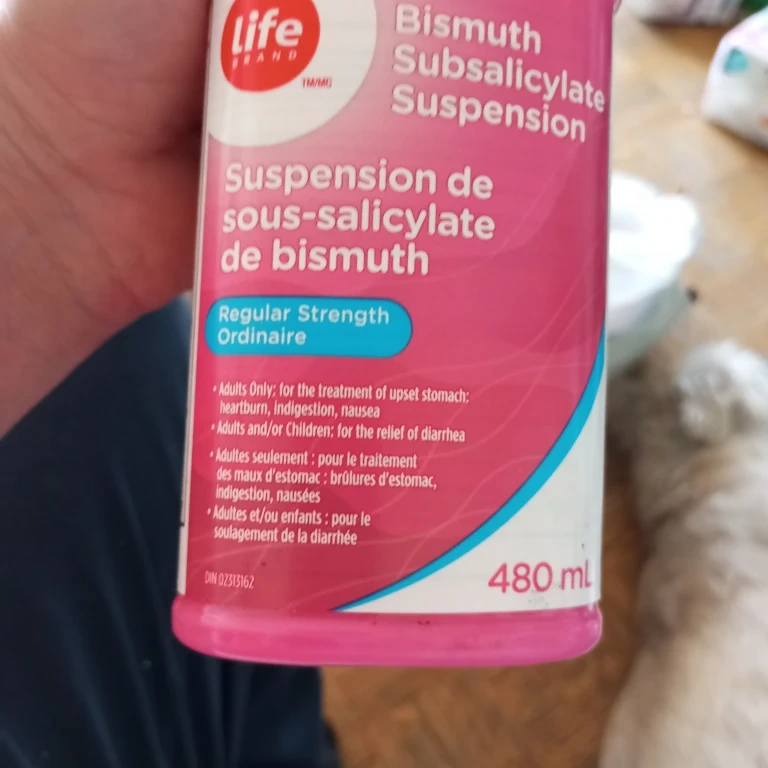 life
BRAND
TM/MC
Bismuth
Subsalicylate
Suspension
Suspension de
sous-salicylate
de bismuth
Regular Strength
Ordinaire
• Adults Only: for the treatment of upset stomach:
heartburn, indigestion, nausea
• Adults and/or Children: for the relief of diarrhea
• Adultes seulement : pour le traitement
des maux d'estomac : brûlures d'estomac,
indigestion, nausées
• Adultes et/ou enfants : pour le
soulagement de la diarrhée
DIN 02313162
480 mL